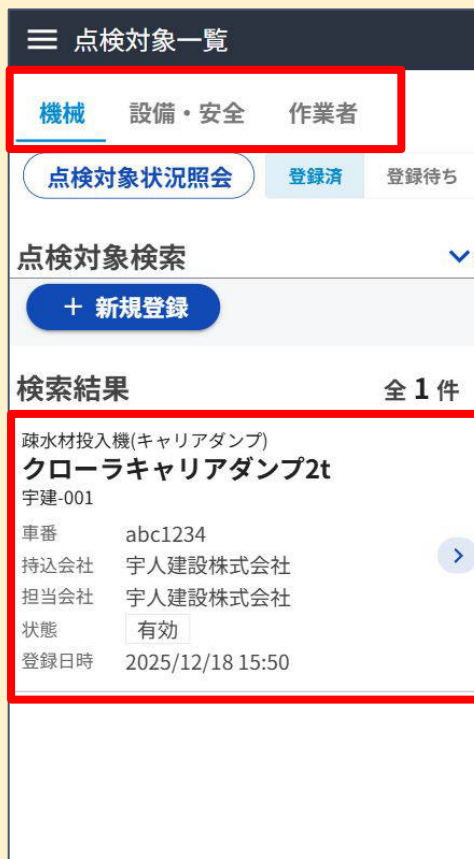 点検対象一覧
機械 設備・安全 作業者
点検対象状況照会 登録済 登録待ち
点検対象検索
+ 新規登録
検索結果 全 1 件
疎水材投入機(キャリアダンプ)
クローラキャリアダンプ2t
宇建-001
車番 abc1234
持込会社 宇人建設株式会社
担当会社 宇人建設株式会社
状態 有効
登録日時 2025/12/18 15:50